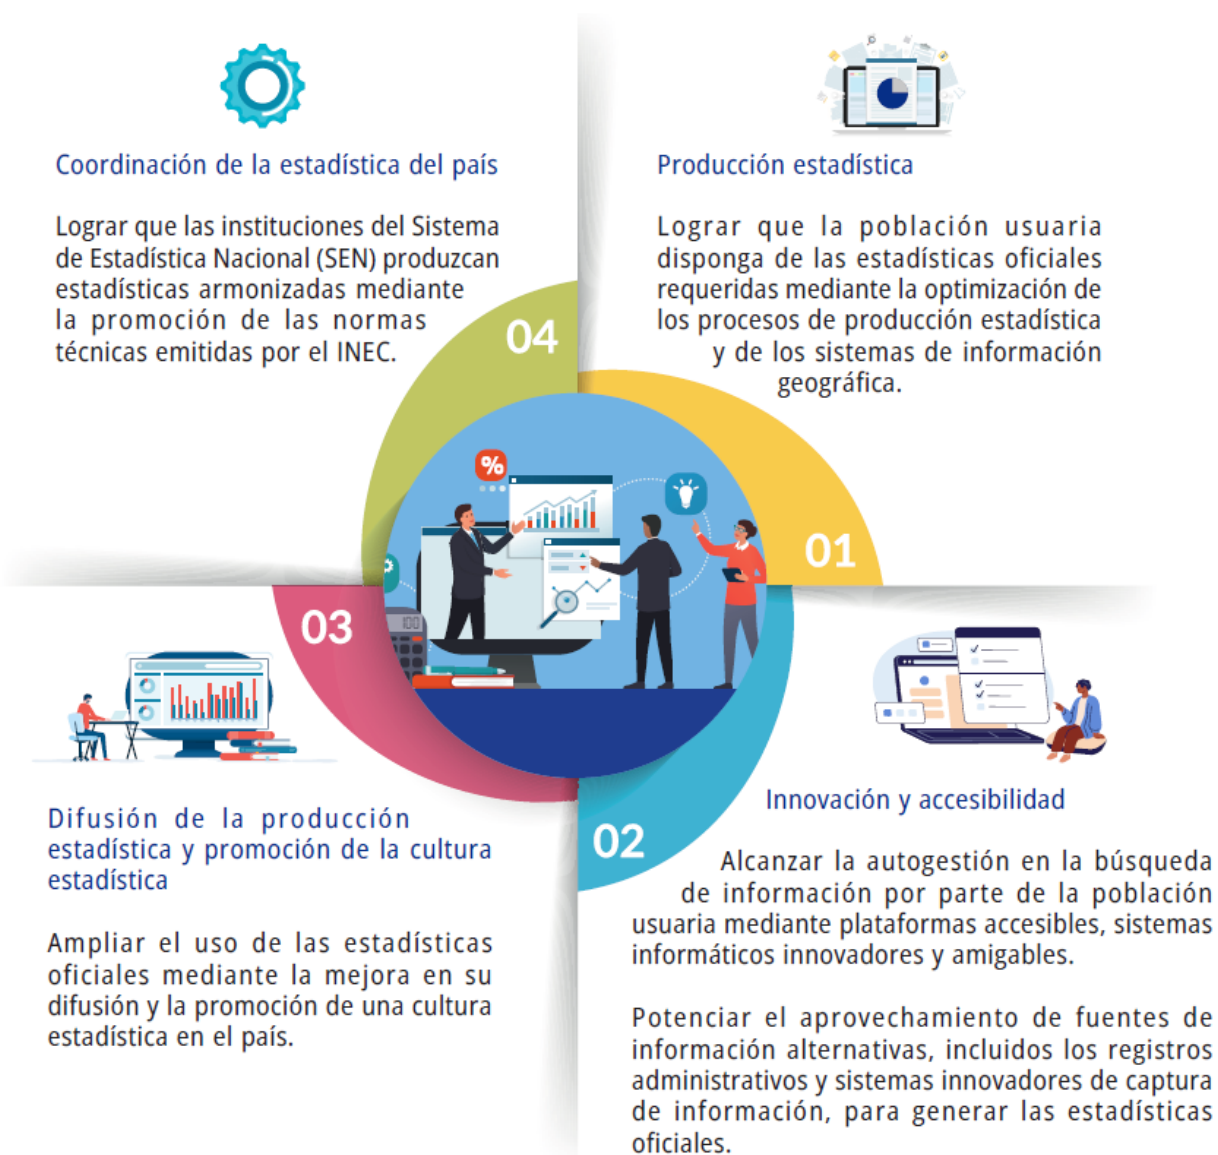 Coordinación de la estadística del país
Lograr que las instituciones del Sistema
de Estadística Nacional (SEN) produzcan
estadísticas armonizadas mediante
la promoción de las normas
técnicas emitidas por el INEC.
04
Producción estadística
Lograr que la población usuaria
disponga de las estadísticas oficiales
requeridas mediante la optimización de
los procesos de producción estadística
y de los sistemas de información
geográfica.
01
%
100
03
Difusión de la producción
estadística y promoción de la cultura
estadística
Ampliar el uso de las estadísticas
oficiales mediante la mejora en su
difusión y la promoción de una cultura
estadística en el país.
02
Innovación y accesibilidad
Alcanzar la autogestión en la búsqueda
de información por parte de la población
usuaria mediante plataformas accesibles, sistemas
informáticos innovadores y amigables.
Potenciar el aprovechamiento de fuentes de
información alternativas, incluidos los registros
administrativos y sistemas innovadores de captura
de información, para generar las estadísticas
oficiales.